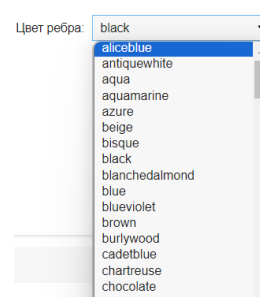 Цвет ребра: black
aliceblue
antiquewhite
aqua
aquamarine
azure
beige
bisque
black
blanchedalmond
blue
blueviolet
brown
burlywood
cadetblue
chartreuse
chocolate